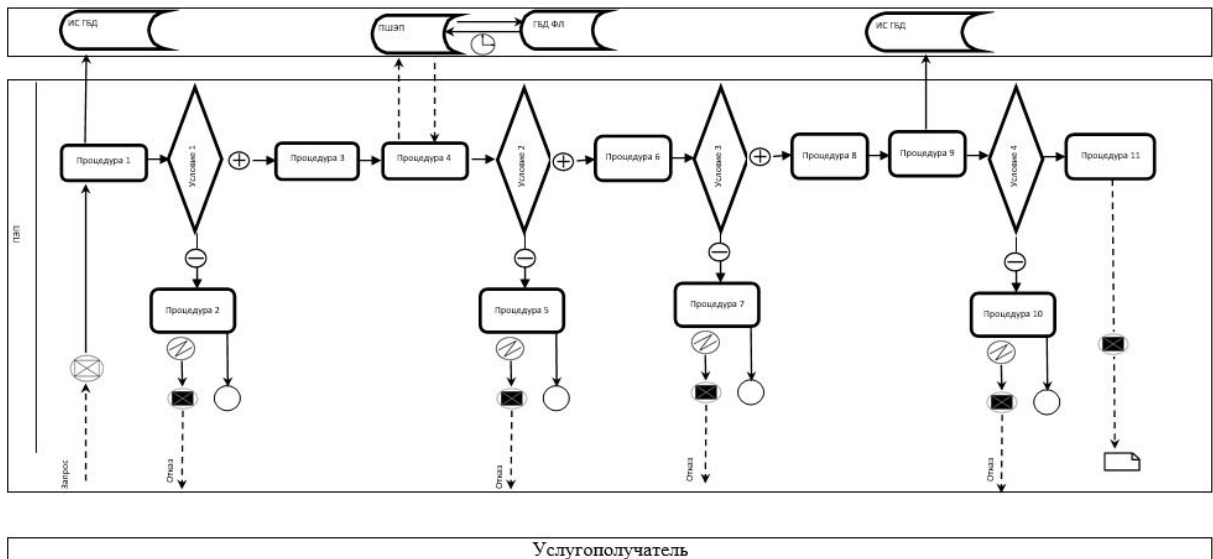 ИС ГБД
ПШЭП
ГБД ФЛ
ИС ГБД
ПЭП
Процедура 1
Условие 1
Процедура 3
Процедура 4
Условие 2
Процедура 6
Условие 3
Процедура 8
Процедура 9
Условие 4
Процедура 11
Процедура 2
Процедура 5
Процедура 7
Процедура 10
Запрос
Отказ
Отказ
Отказ
Отказ
Услугополучатель